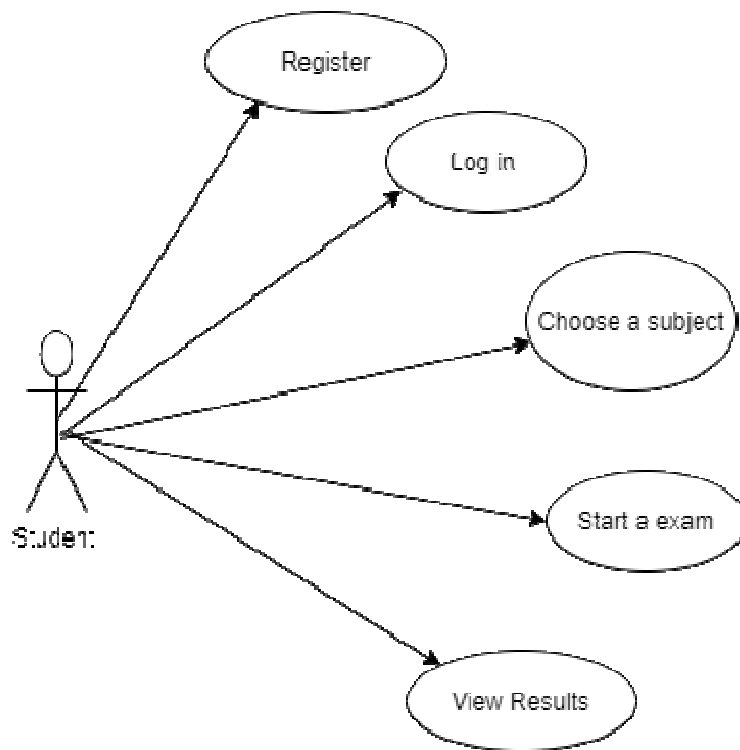 Register
Log in
Choose a subject
Start a exam
Student
View Results